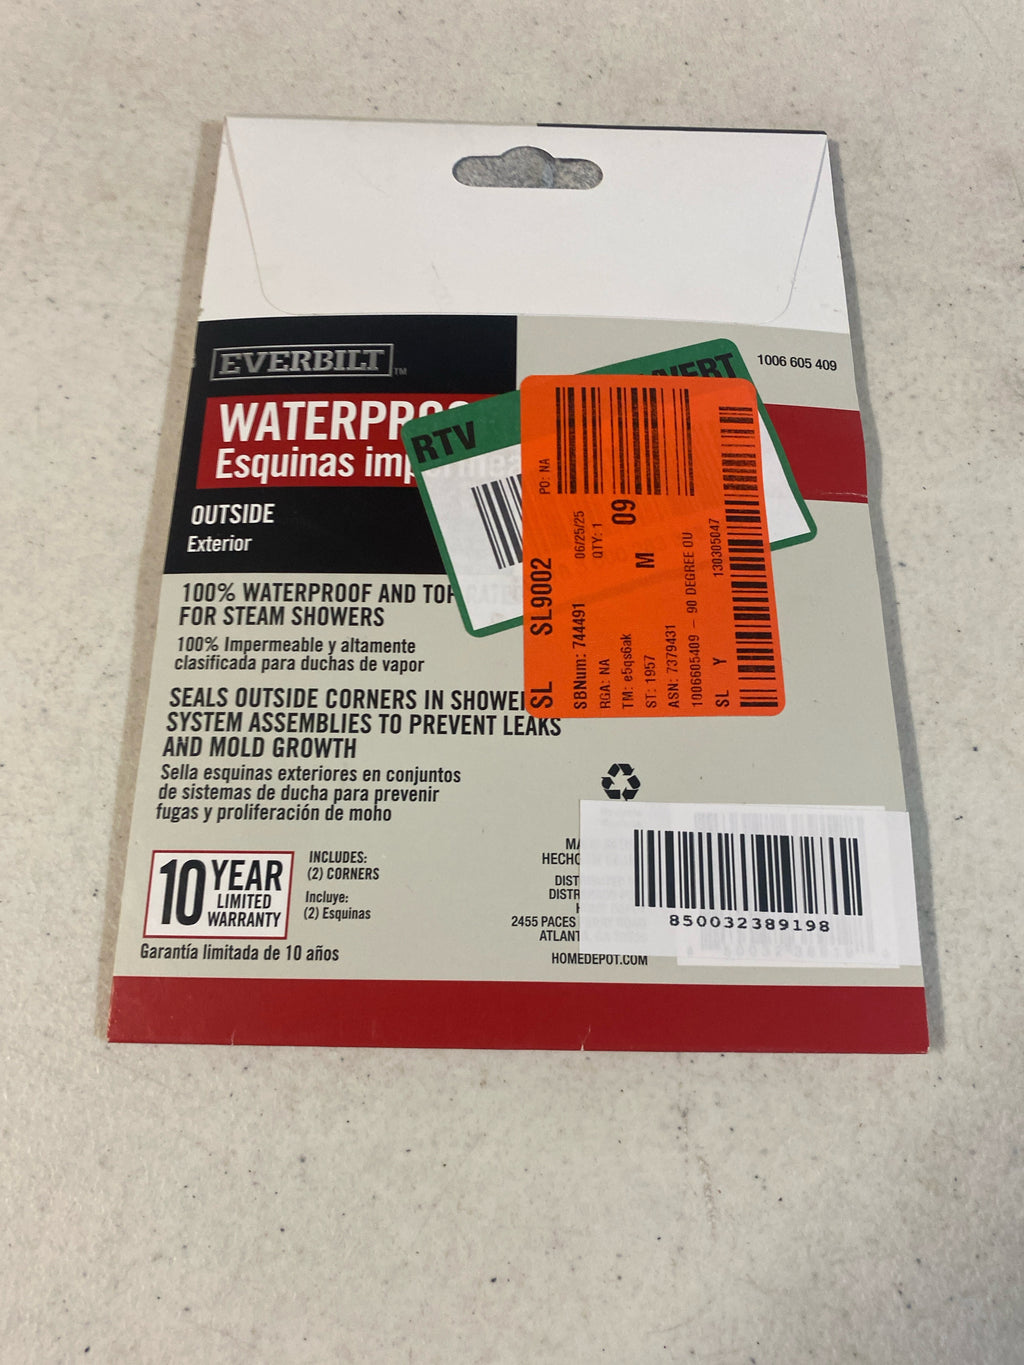 EVERBILT™
1006 605 409
WATERPROO
Esquinas imp
OUTSIDE
Exterior
RTV
SL SL9002
PO: NA
SBNum: 744491 06/25/25
RGA: NA QTY: 1
TM: e5qs6ak 09
ST: 1957 M
ASN: 7379431
1006605409 – 90 DEGREE OU
SL Y 130305047
100% WATERPROOF AND TOP
FOR STEAM SHOWERS
100% Impermeable y altamente
clasificada para duchas de vapor
SEALS OUTSIDE CORNERS IN SHOWER
SYSTEM ASSEMBLIES TO PREVENT LEAKS
AND MOLD GROWTH
Sella esquinas exteriores en conjuntos
de sistemas de ducha para prevenir
fugas y proliferación de moho
10 YEAR
LIMITED
WARRANTY
Garantía limitada de 10 años
INCLUDES:
(2) CORNERS
Incluye:
(2) Esquinas
2455 PACES
ATLANT
HOMEDEPOT.COM
850032389198